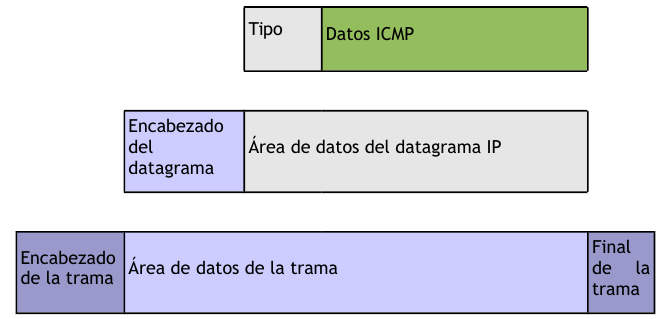 Tipo
Datos ICMP
Encabezado
del
datagrama
Área de datos del datagrama IP
Encabezado
de la trama
Área de datos de la trama
Final
de la
trama